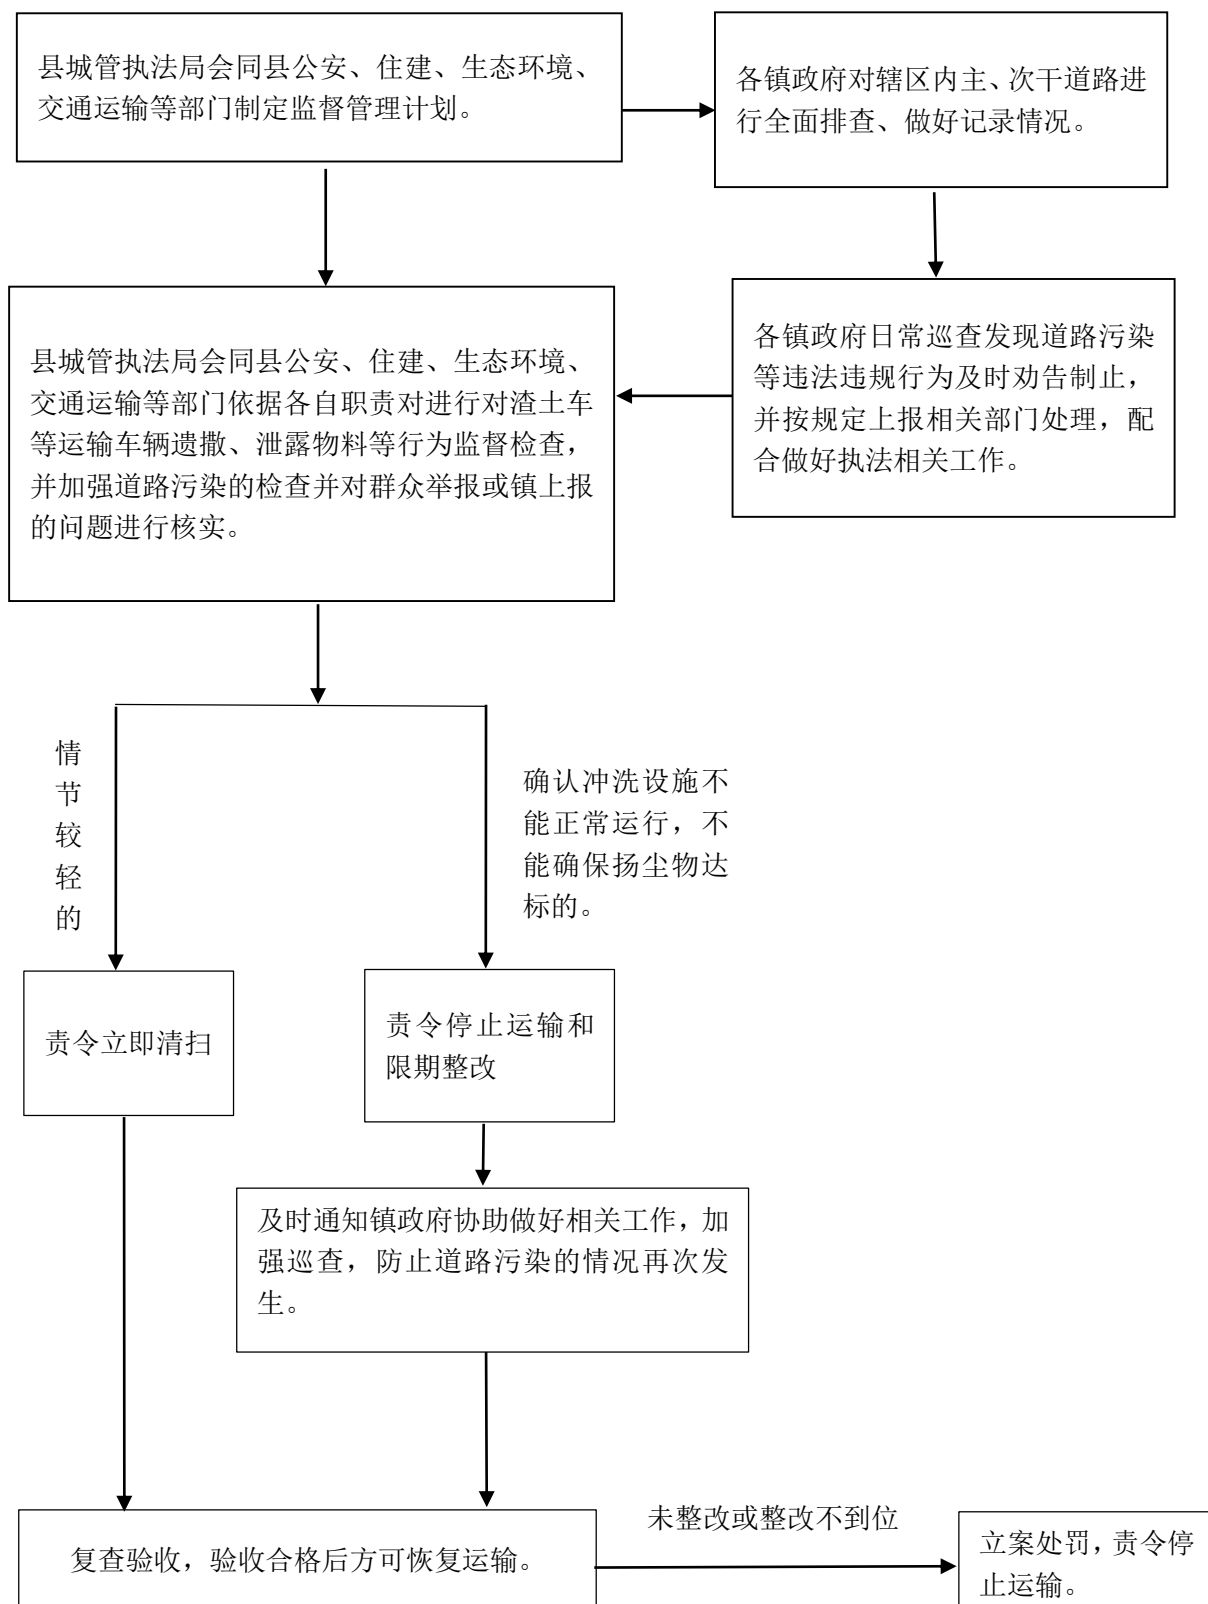 县城管执法局会同县公安、住建、生态环境、
交通运输等部门制定监督管理计划。
各镇政府对辖区内主、次干道路进
行全面排查、做好记录情况。
县城管执法局会同县公安、住建、生态环境、
交通运输等部门依据各自职责对进行对渣土车
等运输车辆遗撒、泄露物料等行为监督检查，
并加强道路污染的检查并对群众举报或镇上报
的问题进行核实。
各镇政府日常巡查发现道路污染
等违法违规行为及时劝告制止，
并按规定上报相关部门处理，配
合做好执法相关工作。
情
节
较
轻
的
确认冲洗设施不
能正常运行，不
能确保扬尘物达
标的。
责令立即清扫
责令停止运输和
限期整改
及时通知镇政府协助做好相关工作，加
强巡查，防止道路污染的情况再次发
生。
复查验收，验收合格后方可恢复运输。
未整改或整改不到位
立案处罚，责令停
止运输。